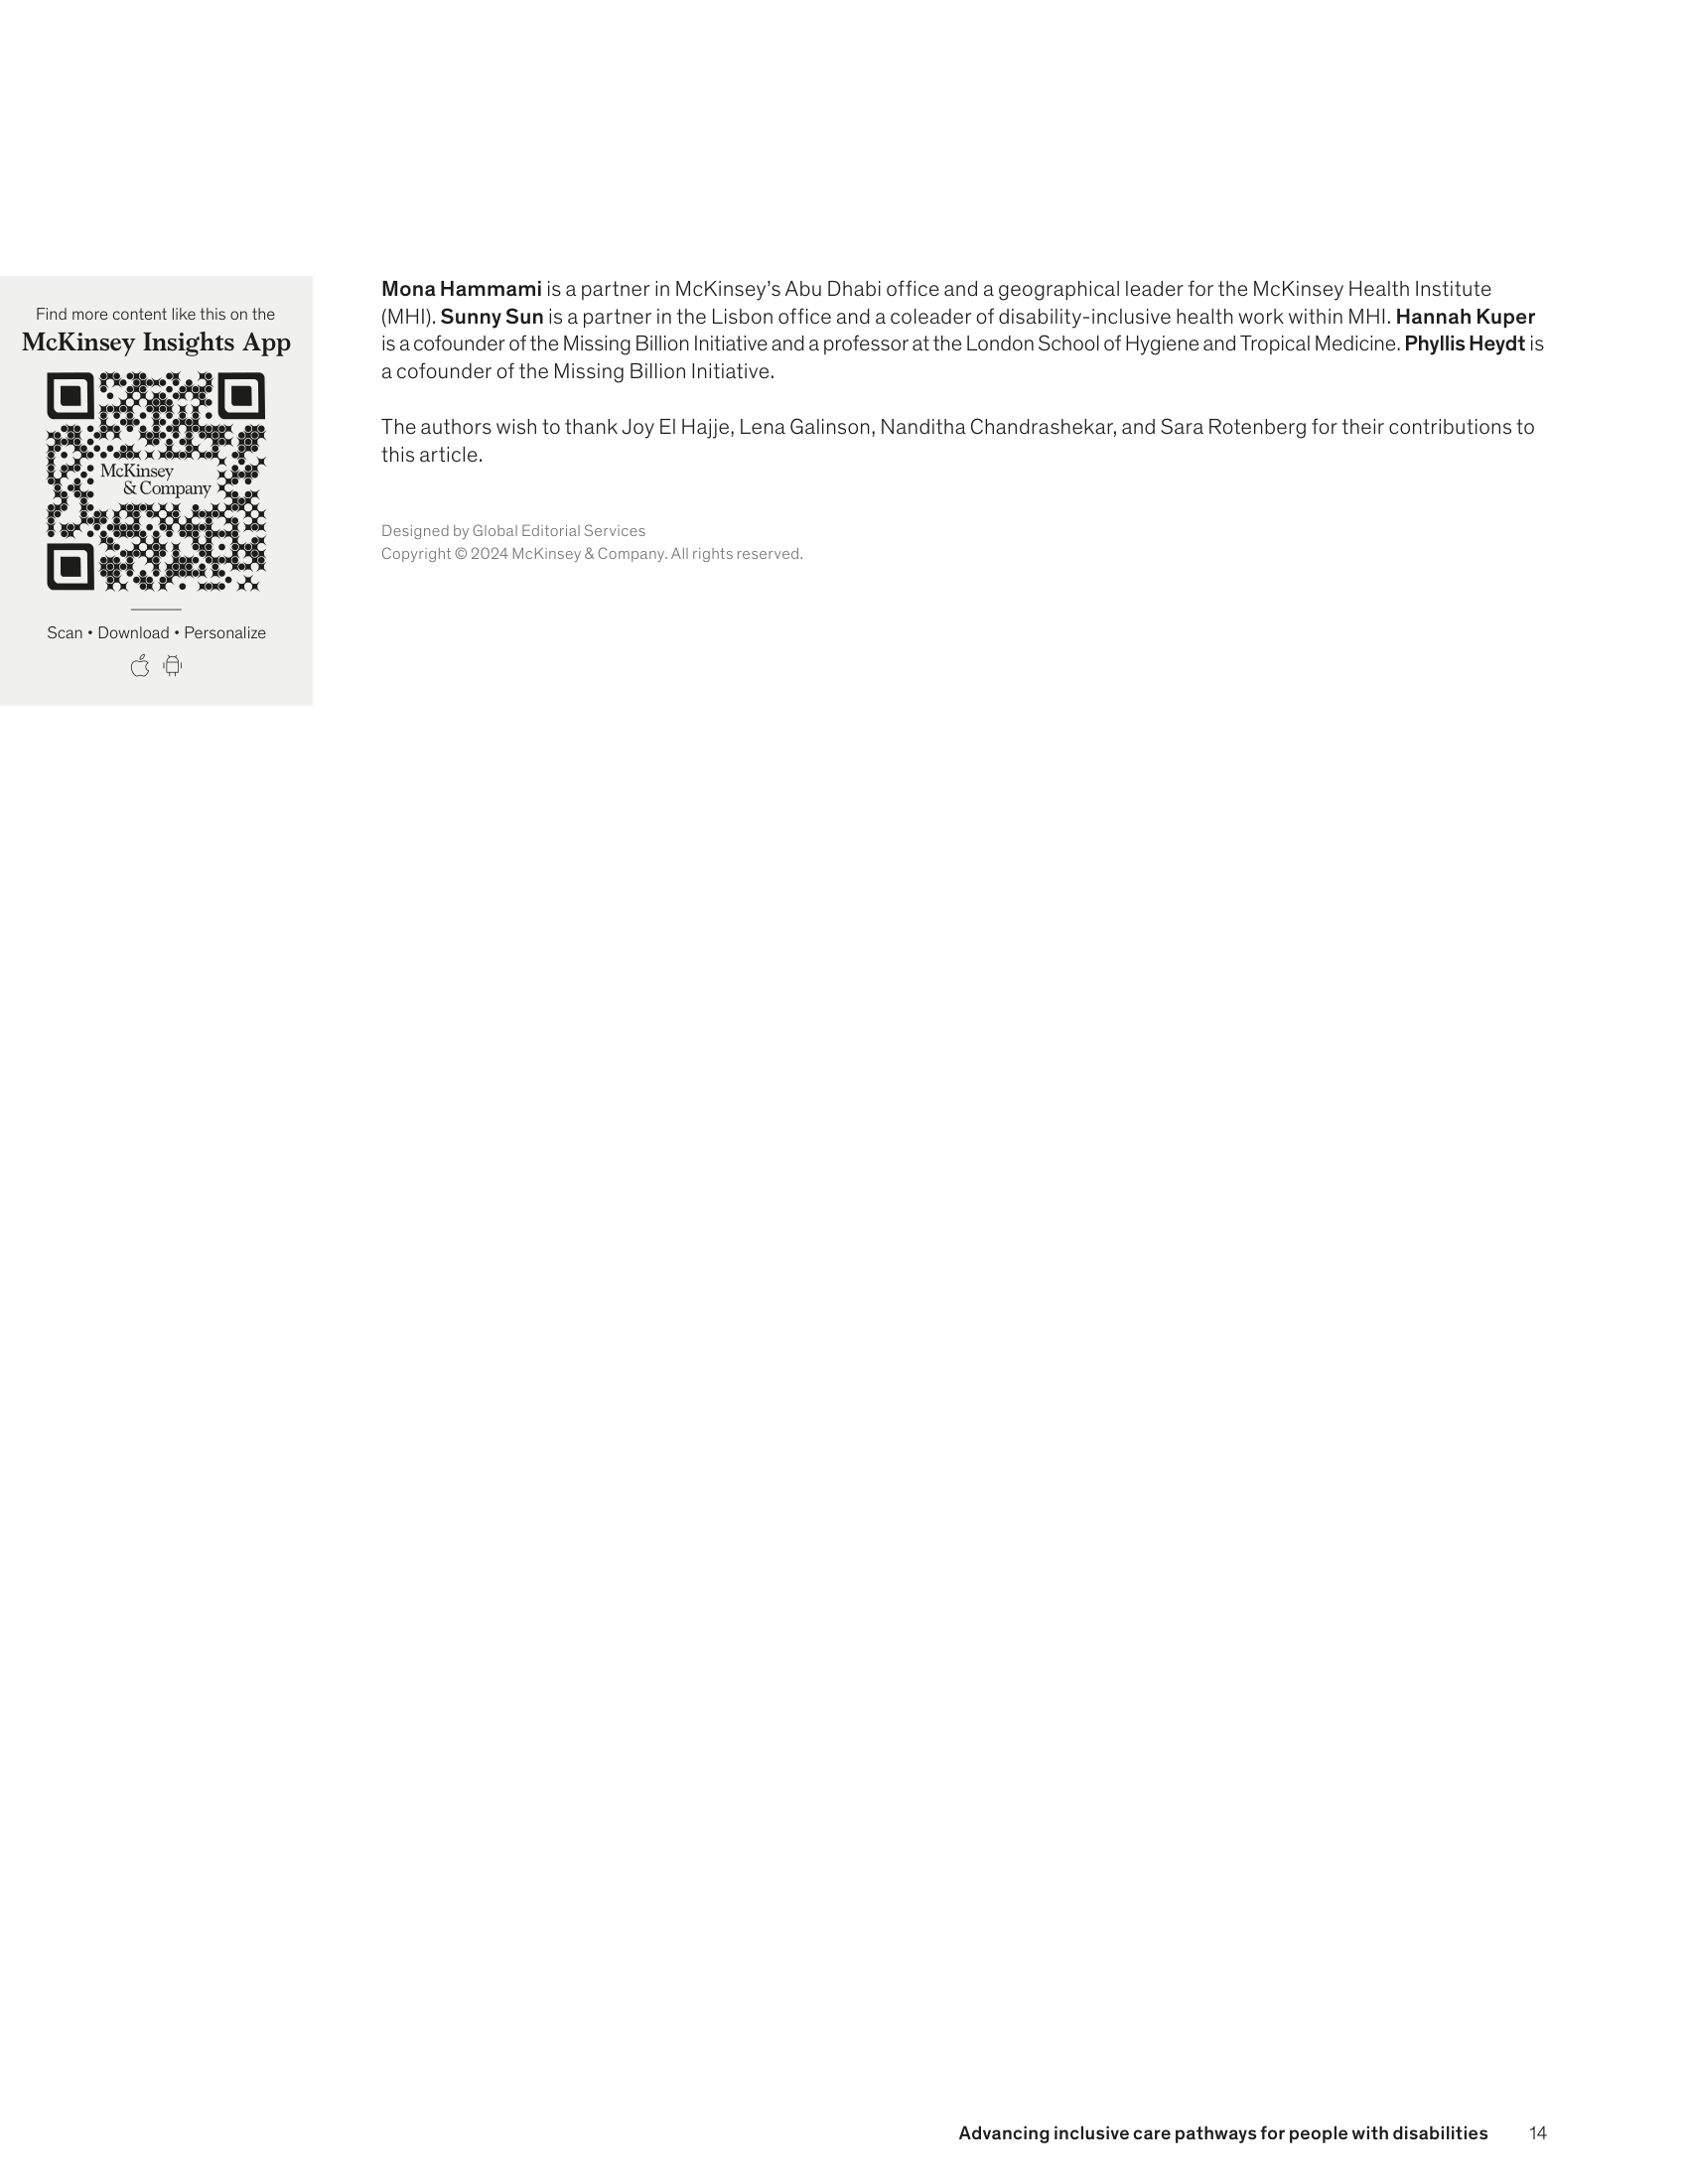 Find more content like this on the
McKinsey Insights App
McKinsey
& Company
Scan • Download • Personalize
Mona Hammami is a partner in McKinsey’s Abu Dhabi office and a geographical leader for the McKinsey Health Institute
(MHI). Sunny Sun is a partner in the Lisbon office and a coleader of disability-inclusive health work within MHI. Hannah Kuper
is a cofounder of the Missing Billion Initiative and a professor at the London School of Hygiene and Tropical Medicine. Phyllis Heydt is
a cofounder of the Missing Billion Initiative.
The authors wish to thank Joy El Hajje, Lena Galinson, Nanditha Chandrashekar, and Sara Rotenberg for their contributions to
this article.
Designed by Global Editorial Services
Copyright © 2024 McKinsey & Company. All rights reserved.
Advancing inclusive care pathways for people with disabilities 14